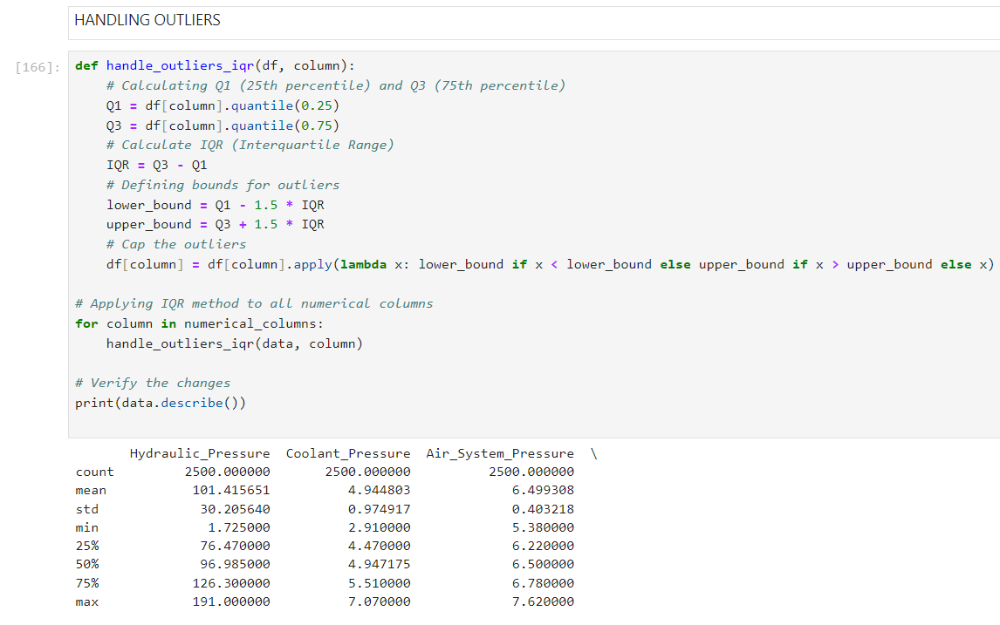 HANDLING OUTLIERS
[166]:
def handle_outliers_iqr(df, column):
    # Calculating Q1 (25th percentile) and Q3 (75th percentile)
    Q1 = df[column].quantile(0.25)
    Q3 = df[column].quantile(0.75)
    # Calculate IQR (Interquartile Range)
    IQR = Q3 - Q1
    # Defining bounds for outliers
    lower_bound = Q1 - 1.5 * IQR
    upper_bound = Q3 + 1.5 * IQR
    # Cap the outliers
    df[column] = df[column].apply(lambda x: lower_bound if x < lower_bound else upper_bound if x > upper_bound else x)
# Applying IQR method to all numerical columns
for column in numerical_columns:
    handle_outliers_iqr(data, column)
# Verify the changes
print(data.describe())
       Hydraulic_Pressure  Coolant_Pressure  Air_System_Pressure  \
count         2500.000000       2500.000000          2500.000000
mean           101.415651          4.944803             6.499308
std             30.205640          0.974917             0.403218
min              1.725000          2.910000             5.380000
25%             76.470000          4.470000             6.220000
50%             96.985000          4.947175             6.500000
75%            126.300000          5.510000             6.780000
max            191.000000          7.070000             7.620000